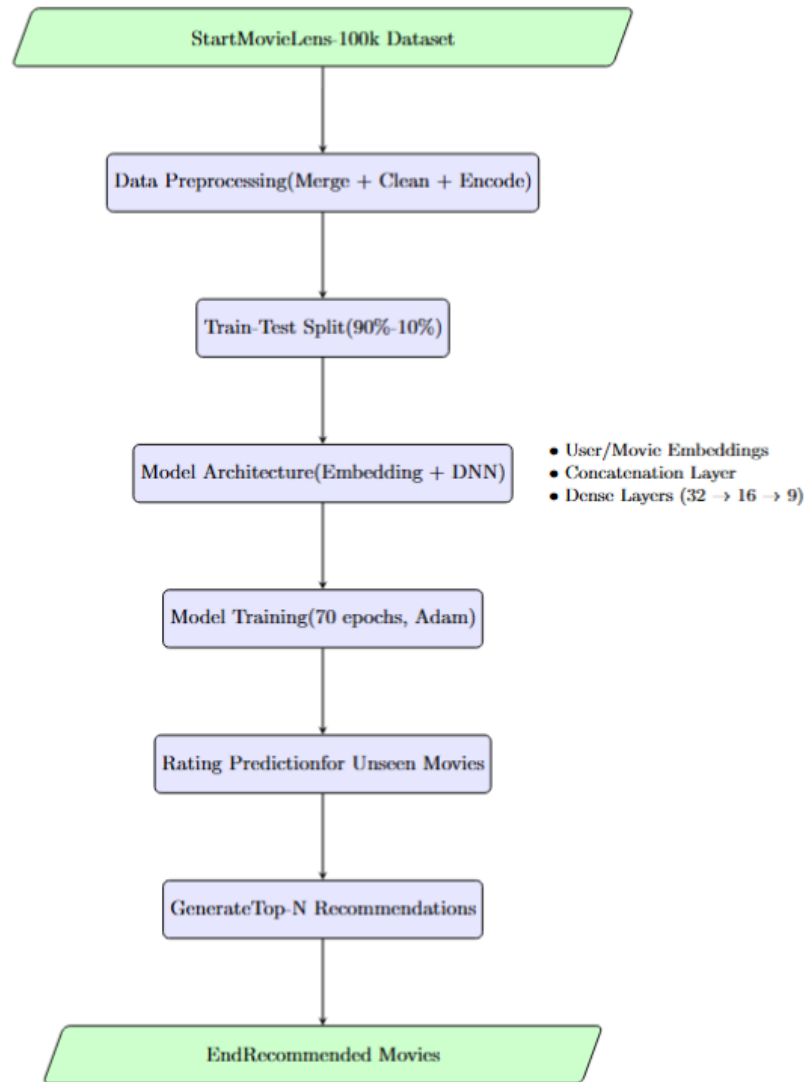 StartMovieLens-100k Dataset
Data Preprocessing(Merge + Clean + Encode)
Train-Test Split(90%-10%)
Model Architecture(Embedding + DNN)
• User/Movie Embeddings
• Concatenation Layer
• Dense Layers (32 → 16 → 9)
Model Training(70 epochs, Adam)
Rating Predictionfor Unseen Movies
GenerateTop-N Recommendations
EndRecommended Movies